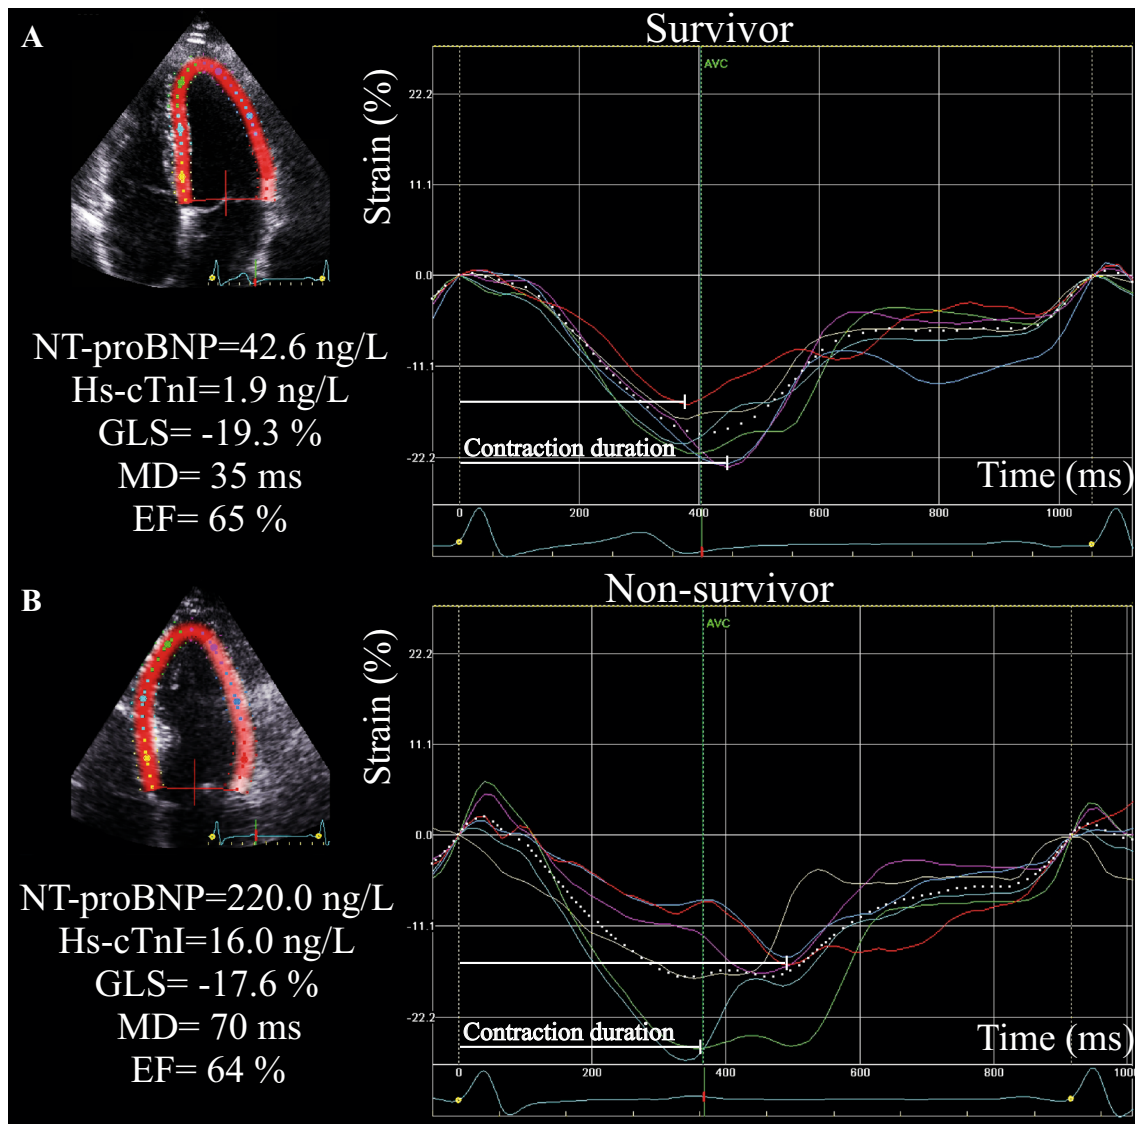 A
Survivor
AVC
Strain (%)
22.2
11.1
0.0
-11.1
-22.2
Contraction duration
Time (ms)
0 200 400 600 800 1000
NT-proBNP=42.6 ng/L
Hs-cTnI=1.9 ng/L
GLS= -19.3 %
MD= 35 ms
EF= 65 %
B
Non-survivor
AVC
Strain (%)
22.2
11.1
0.0
-11.1
-22.2
Contraction duration
Time (ms)
0 200 400 600 800 1000
NT-proBNP=220.0 ng/L
Hs-cTnI=16.0 ng/L
GLS= -17.6 %
MD= 70 ms
EF= 64 %